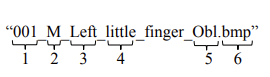 “001_M_Left_little_finger_Obl.bmp”
1 2 3 4 5 6